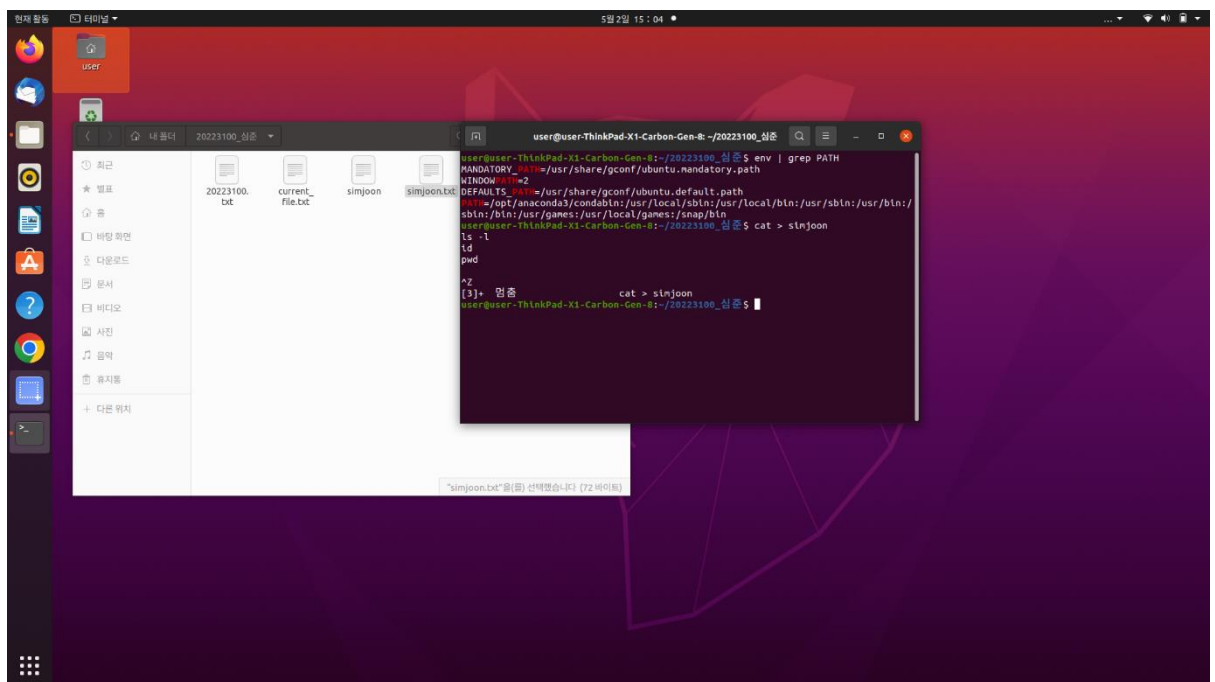 현재 활동
터미널
5월 2일 15 : 04
user
내 폴더
20223100_심준
최근
별표
홈
바탕 화면
다운로드
문서
비디오
사진
음악
휴지통
+ 다른 위치
20223100.
txt
current_
file.txt
simjoon
simjoon.txt
"simjoon.txt"을(를) 선택했습니다 (72 바이트)
user@user-ThinkPad-X1-Carbon-Gen-8: ~/20223100_심준
user@user-ThinkPad-X1-Carbon-Gen-8:~/20223100_심준$ env | grep PATH
MANDATORY_PATH=/usr/share/gconf/ubuntu.mandatory.path
WINDOWPATH=2
DEFAULTS_PATH=/usr/share/gconf/ubuntu.default.path
PATH=/opt/anaconda3/condabin:/usr/local/sbin:/usr/local/bin:/usr/sbin:/usr/bin:/
sbin:/bin:/usr/games:/usr/local/games:/snap/bin
user@user-ThinkPad-X1-Carbon-Gen-8:~/20223100_심준$ cat > simjoon
ls -l
id
pwd
^Z
[3]+  멈춤                  cat > simjoon
user@user-ThinkPad-X1-Carbon-Gen-8:~/20223100_심준$